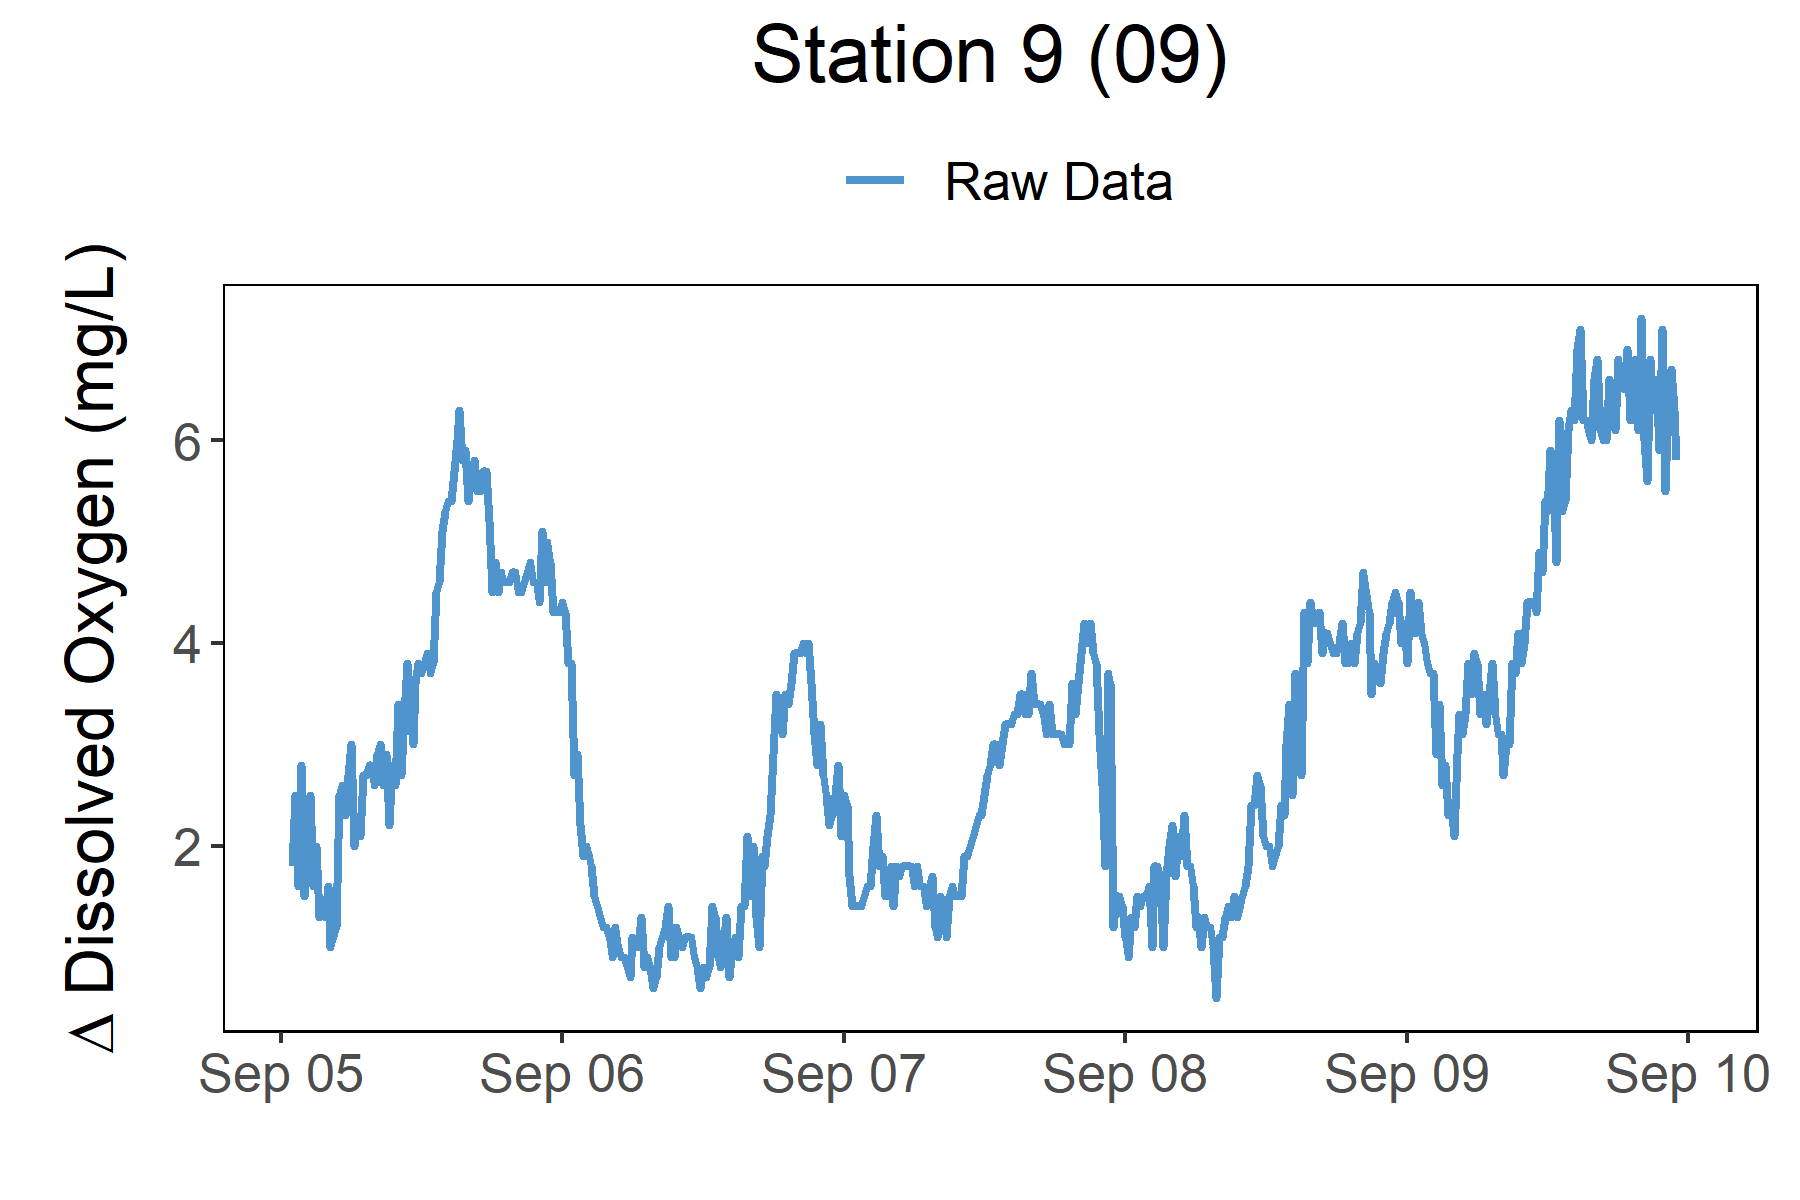 Station 9 (09)
Raw Data
Δ Dissolved Oxygen (mg/L)
6
4
2
Sep 05 Sep 06 Sep 07 Sep 08 Sep 09 Sep 10